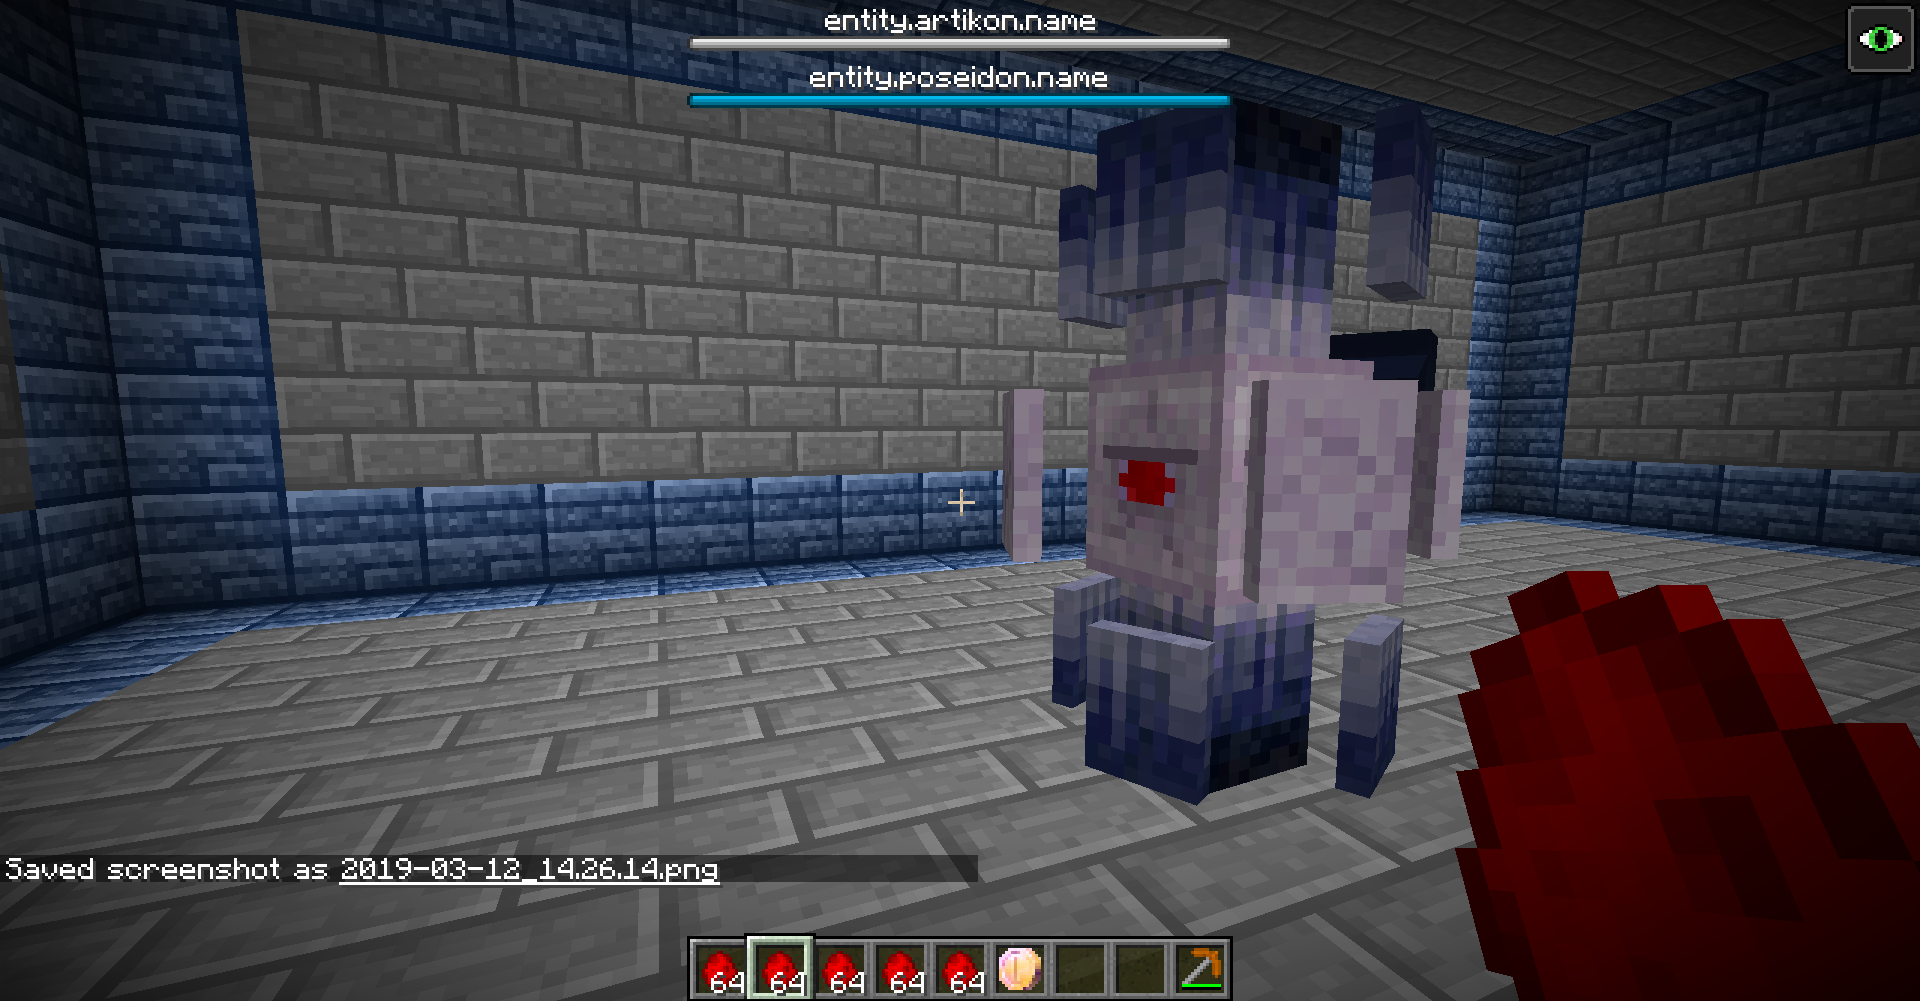 entity.artikon.name
entity.poseidon.name
Saved screenshot as 2019-03-12_14.26.14.png
64 64 64 64 64